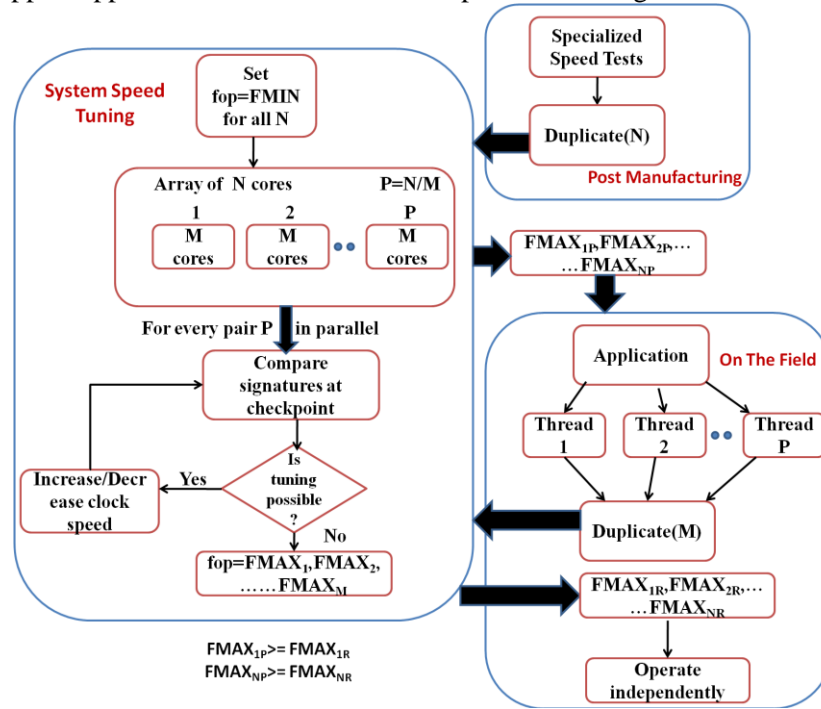 System Speed
Tuning
Set
fop=FMIN
for all N
Array of N cores P=N/M
1 2 P
M
cores
M
cores
M
cores
For every pair P in parallel
Compare
signatures at
checkpoint
Is
tuning
possible
?
Yes
Increase/Decr
ease clock
speed
No
fop=FMAX1,FMAX2,
……FMAXM
FMAX1P>= FMAX1R
FMAXNP>= FMAXNR
Specialized
Speed Tests
Duplicate(N)
Post Manufacturing
FMAX1P,FMAX2P,…
…FMAXNP
Application
On The Field
Thread
1
Thread
2
Thread
P
Duplicate(M)
FMAX1R,FMAX2R,…
…FMAXNR
Operate
independently